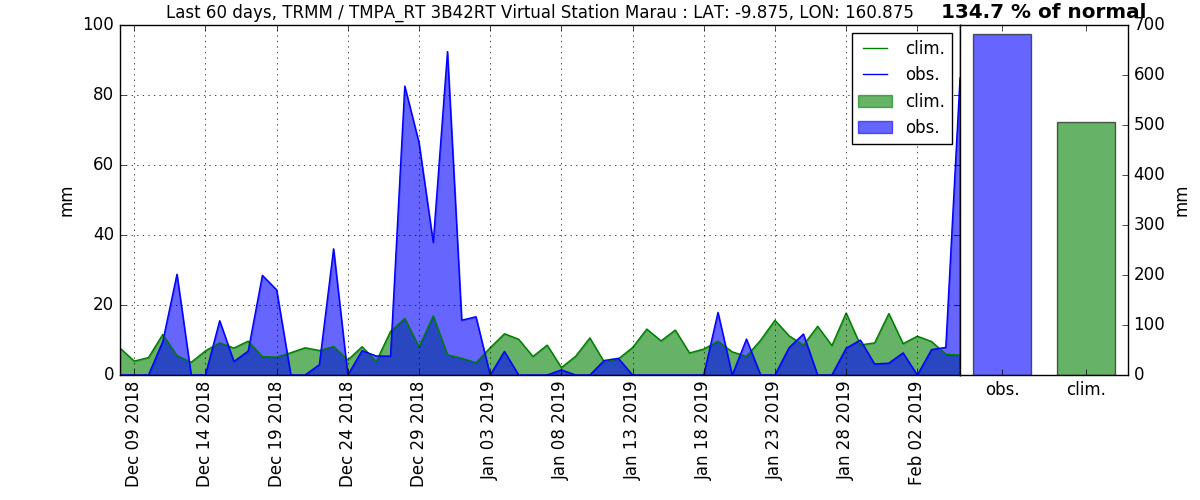 Last 60 days, TRMM / TMPA_RT 3B42RT Virtual Station Marau : LAT: -9.875, LON: 160.875
134.7 % of normal
100
80
60
40
20
0
mm
clim.
obs.
clim.
obs.
700
600
500
400
300
200
100
0
mm
obs.
clim.
Dec 09 2018
Dec 14 2018
Dec 19 2018
Dec 24 2018
Dec 29 2018
Jan 03 2019
Jan 08 2019
Jan 13 2019
Jan 18 2019
Jan 23 2019
Jan 28 2019
Feb 02 2019